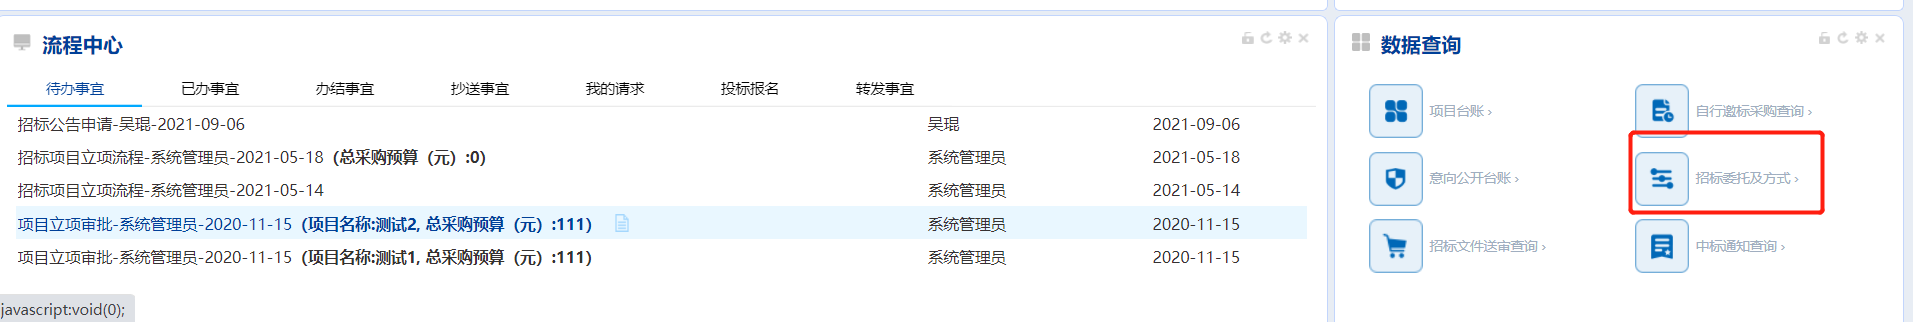 流程中心
待办事宜 已办事宜 办结事宜 抄送事宜 我的请求 投标报名 转发事宜
招标公告申请-吴琨-2021-09-06 吴琨 2021-09-06
招标项目立项流程-系统管理员-2021-05-18（总采购预算（元）:0） 系统管理员 2021-05-18
招标项目立项流程-系统管理员-2021-05-14 系统管理员 2021-05-14
项目立项审批-系统管理员-2020-11-15（项目名称:测试2, 总采购预算（元）:111） 系统管理员 2020-11-15
项目立项审批-系统管理员-2020-11-15（项目名称:测试1, 总采购预算（元）:111） 系统管理员 2020-11-15
javascript:void(0);
数据查询
项目台账 › 自行邀标采购查询 ›
意向公开台账 › 招标委托及方式 ›
招标文件送审查询 › 中标通知查询 ›